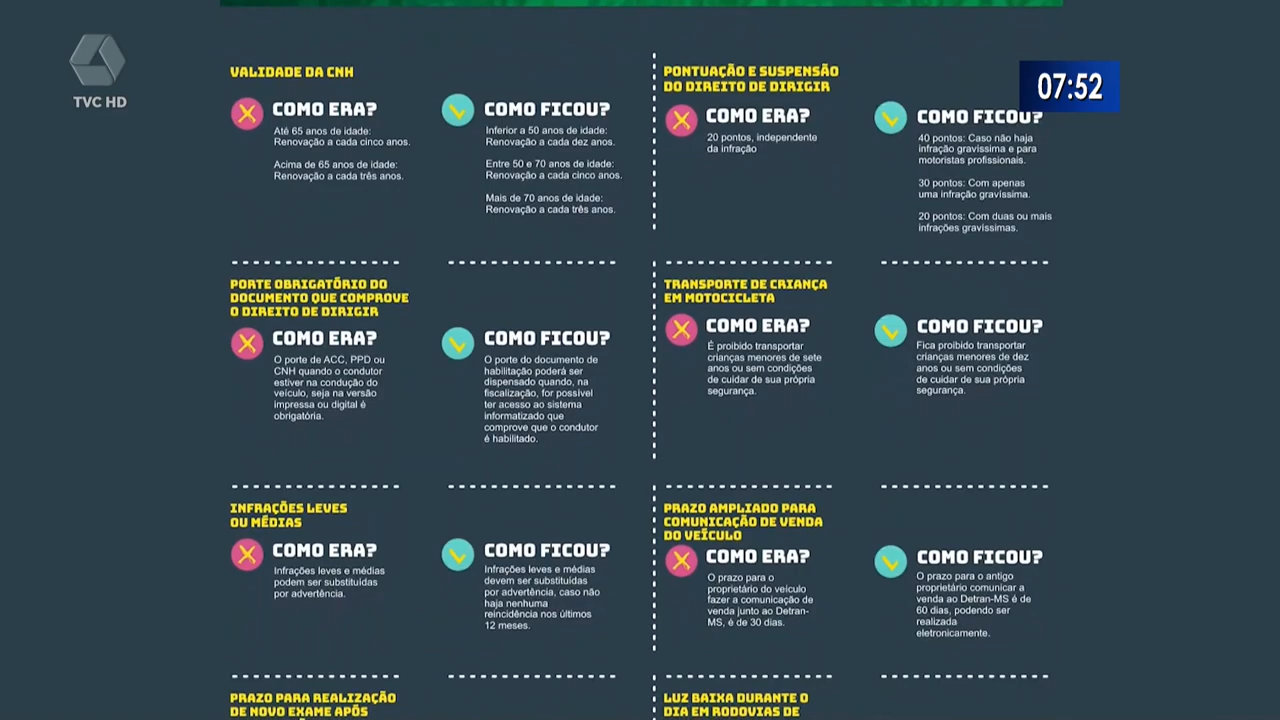 TVC HD
07:52
VALIDADE DA CNH
COMO ERA?
Até 65 anos de idade:
Renovação a cada cinco anos.
Acima de 65 anos de idade:
Renovação a cada três anos.
COMO FICOU?
Inferior a 50 anos de idade:
Renovação a cada dez anos.
Entre 50 e 70 anos de idade:
Renovação a cada cinco anos.
Mais de 70 anos de idade:
Renovação a cada três anos.
PONTUAÇÃO E SUSPENSÃO
DO DIREITO DE DIRIGIR
COMO ERA?
20 pontos, independente
da infração
COMO FICOU?
40 pontos: Caso não haja
infração gravíssima e para
motoristas profissionais.
30 pontos: Com apenas
uma infração gravíssima.
20 pontos: Com duas ou mais
infrações gravíssimas.
PORTE OBRIGATÓRIO DO
DOCUMENTO QUE COMPROVE
O DIREITO DE DIRIGIR
COMO ERA?
O porte de ACC, PPD ou
CNH quando o condutor
estiver na condução do
veículo, seja na versão
impressa ou digital é
obrigatória.
COMO FICOU?
O porte do documento de
habilitação poderá ser
dispensado quando, na
fiscalização, for possível
ter acesso ao sistema
informatizado que
comprove que o condutor
é habilitado.
TRANSPORTE DE CRIANÇA
EM MOTOCICLETA
COMO ERA?
É proibido transportar
crianças menores de sete
anos ou sem condições
de cuidar de sua própria
segurança.
COMO FICOU?
Fica proibido transportar
crianças menores de dez
anos ou sem condições
de cuidar de sua própria
segurança.
INFRAÇÕES LEVES
OU MÉDIAS
COMO ERA?
Infrações leves e médias
podem ser substituídas
por advertência.
COMO FICOU?
Infrações leves e médias
devem ser substituídas
por advertência, caso não
haja nenhuma
reincidência nos últimos
12 meses.
PRAZO AMPLIADO PARA
COMUNICAÇÃO DE VENDA
DO VEÍCULO
COMO ERA?
O prazo para o
proprietário do veículo
fazer a comunicação de
venda junto ao Detran-
MS, é de 30 dias.
COMO FICOU?
O prazo para o antigo
proprietário comunicar a
venda ao Detran-MS é de
60 dias, podendo ser
realizada
eletronicamente.
PRAZO PARA REALIZAÇÃO
DE NOVO EXAME APÓS
LUZ BAIXA DURANTE O
DIA EM RODOVIAS DE